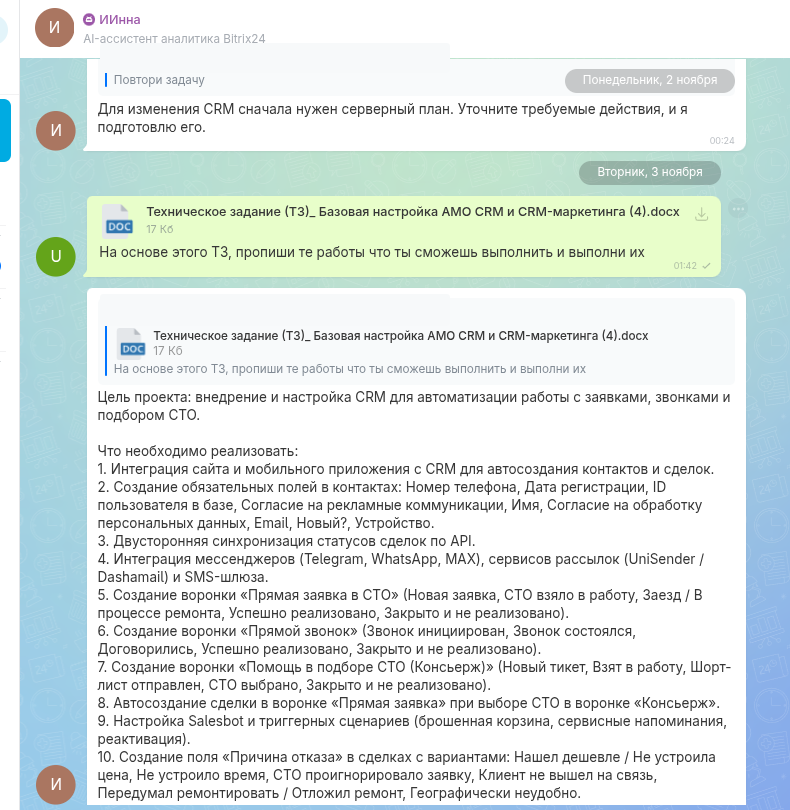 И
ИИнна
AI-ассистент аналитика Bitrix24
Повтори задачу
Понедельник, 2 ноября
Для изменения CRM сначала нужен серверный план. Уточните требуемые действия, и я
подготовлю его.
И
00:24
Вторник, 3 ноября
Техническое задание (ТЗ)_ Базовая настройка АМО CRM и CRM-маркетинга (4).docx
DOC
17 Кб
На основе этого ТЗ, пропиши те работы что ты сможешь выполнить и выполни их
U
01:42
Техническое задание (ТЗ)_ Базовая настройка АМО CRM и CRM-маркетинга (4).docx
DOC
17 Кб
На основе этого ТЗ, пропиши те работы что ты сможешь выполнить и выполни их
Цель проекта: внедрение и настройка CRM для автоматизации работы с заявками, звонками и
подбором СТО.
Что необходимо реализовать:
1. Интеграция сайта и мобильного приложения с CRM для автосоздания контактов и сделок.
2. Создание обязательных полей в контактах: Номер телефона, Дата регистрации, ID
пользователя в базе, Согласие на рекламные коммуникации, Имя, Согласие на обработку
персональных данных, Email, Новый?, Устройство.
3. Двусторонняя синхронизация статусов сделок по API.
4. Интеграция мессенджеров (Telegram, WhatsApp, MAX), сервисов рассылок (UniSender /
Dashamail) и SMS-шлюза.
5. Создание воронки «Прямая заявка в СТО» (Новая заявка, СТО взяло в работу, Заезд / В
процессе ремонта, Успешно реализовано, Закрыто и не реализовано).
6. Создание воронки «Прямой звонок» (Звонок инициирован, Звонок состоялся,
Договорились, Успешно реализовано, Закрыто и не реализовано).
7. Создание воронки «Помощь в подборе СТО (Консьерж)» (Новый тикет, Взят в работу, Шорт-
лист отправлен, СТО выбрано, Закрыто и не реализовано).
8. Автосоздание сделки в воронке «Прямая заявка» при выборе СТО в воронке «Консьерж».
9. Настройка Salesbot и триггерных сценариев (брошенная корзина, сервисные напоминания,
реактивация).
10. Создание поля «Причина отказа» в сделках с вариантами: Нашел дешевле / Не устроила
цена, Не устроило время, СТО проигнорировало заявку, Клиент не вышел на связь,
Передумал ремонтировать / Отложил ремонт, Географически неудобно.
И